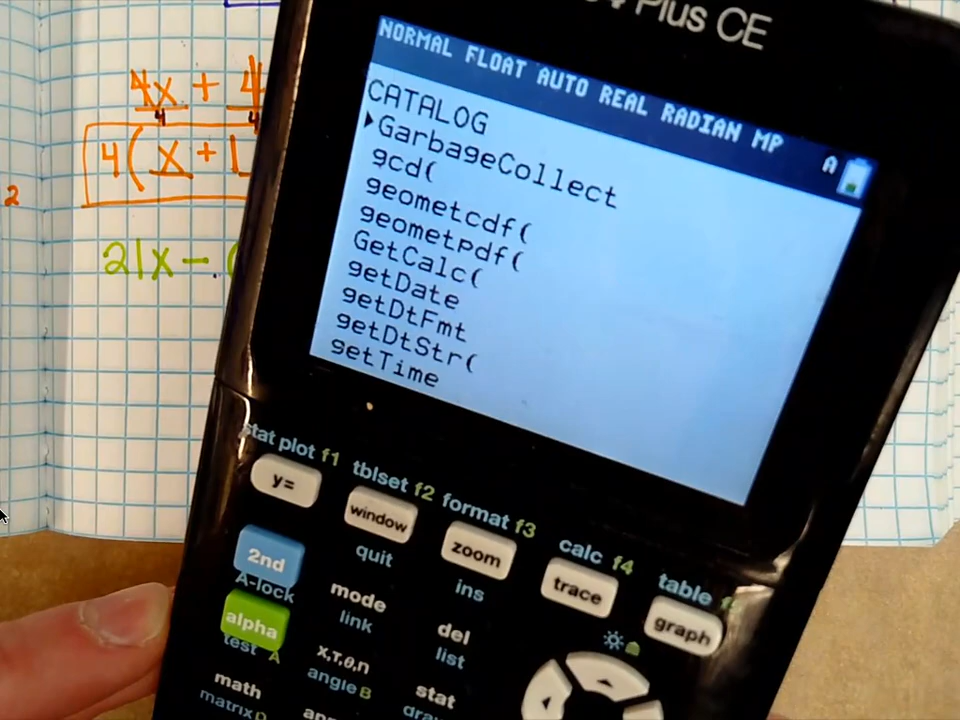 Plus CE
NORMAL FLOAT AUTO REAL RADIAN MP
A
CATALOG
GarbageCollect
gcd(
geometcdf(
geometpdf(
GetCalc(
getDate
getDtFmt
getDtStr(
getTime
4x + 4
4 4
4(x +
2
21x -
stat plot f1 tblset f2 format f3 calc f4 table
y= window zoom trace graph
2nd quit ins
A-lock mode del
alpha link list
test A x,T,θ,n stat
math angle B
matrix D